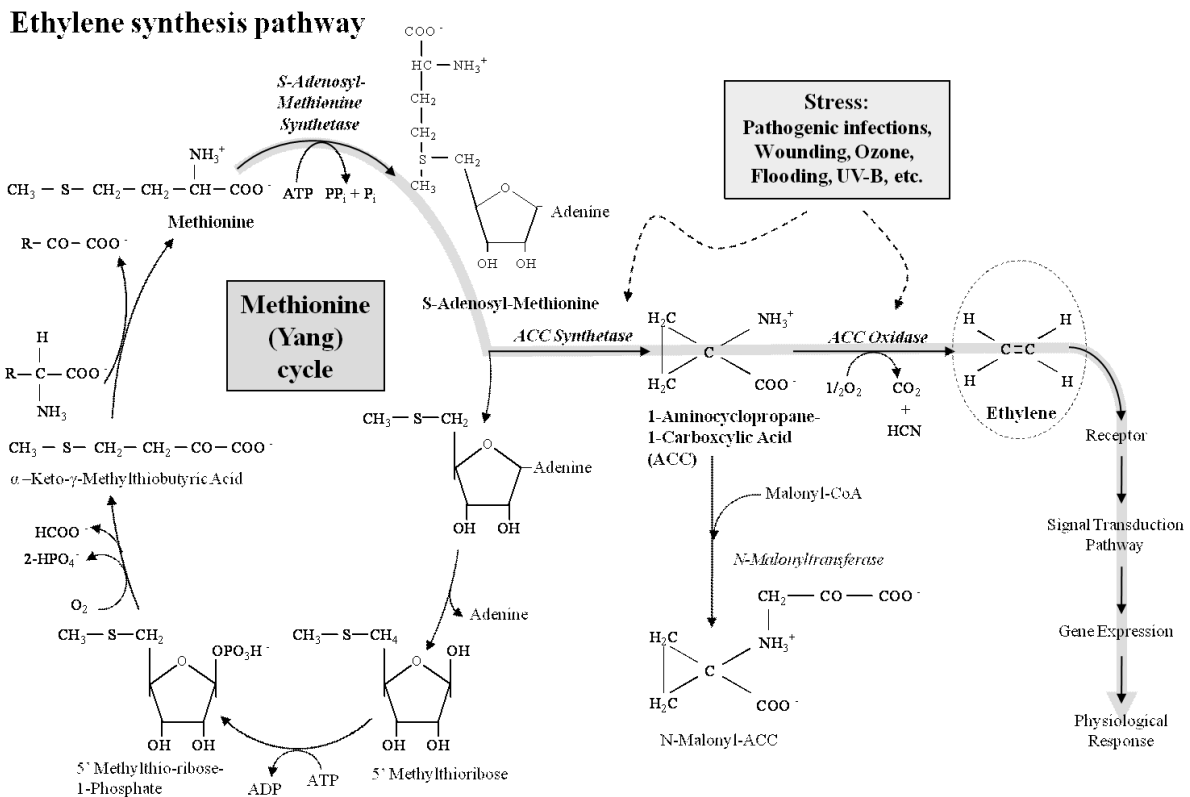 Ethylene synthesis pathway
COO⁻
HC — NH₃⁺
CH₂
CH₂
S — CH₂
CH₃
O
Adenine
OH OH
S-Adenosyl-Methionine
S-Adenosyl-
Methionine
Synthetase
ATP PPᵢ + Pᵢ
NH₃⁺
CH₃ — S — CH₂ — CH₂ — CH — COO⁻
Methionine
R— CO — COO⁻
H
R—C—COO⁻
NH₃
Methionine
(Yang)
cycle
CH₃ — S — CH₂ — CH₂ — CO — COO⁻
α–Keto-γ-Methylthiobutyric Acid
HCOO⁻
2-HPO₄⁻
O₂
CH₃ — S — CH₂
O
OPO₃H⁻
OH OH
5' Methylthio-ribose-
1-Phosphate
ADP ATP
CH₃ — S — CH₄
O
OH
OH OH
5' Methylthioribose
CH₃ — S — CH₂
O
Adenine
OH OH
Adenine
Stress:
Pathogenic infections,
Wounding, Ozone,
Flooding, UV-B, etc.
ACC Synthetase
H₂C
NH₃⁺
C
H₂C
COO⁻
1-Aminocyclopropane-
1-Carboxcylic Acid
(ACC)
ACC Oxidase
1/₂O₂ CO₂
+
HCN
H H
C=C
H H
Ethylene
Malonyl-CoA
N-Malonyltransferase
CH₂ — CO — COO⁻
NH₃⁺
H₂C
C
H₂C
COO⁻
N-Malonyl-ACC
Receptor
Signal Transduction
Pathway
Gene Expression
Physiological
Response